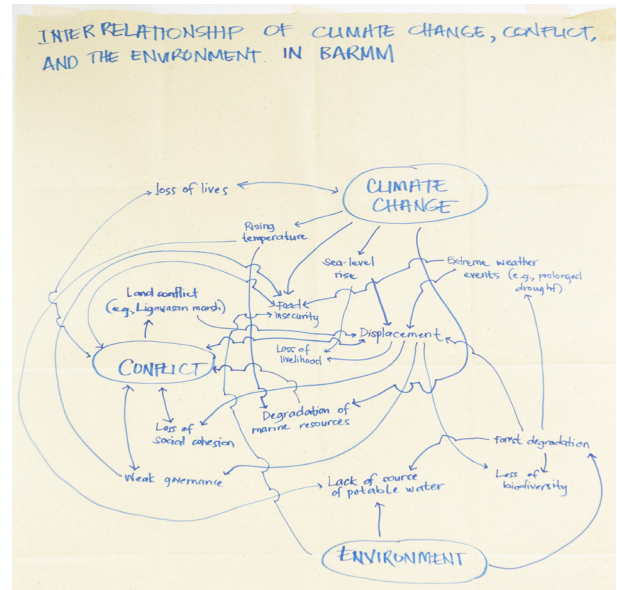 INTERRELATIONSHIP OF CLIMATE CHANGE, CONFLICT,
AND THE ENVIRONMENT IN BARMM
loss of lives
CLIMATE
CHANGE
Rising
temperature
Sea-level
rise
Extreme weather
events (e.g., prolonged
drought)
Land conflict
(e.g., Ligawasan marsh)
Food
insecurity
Displacement
Loss of
livelihood
CONFLICT
Degradation of
marine resources
Loss of
social cohesion
Forest degradation
Weak governance
Lack of source
of potable water
Loss of
biodiversity
ENVIRONMENT